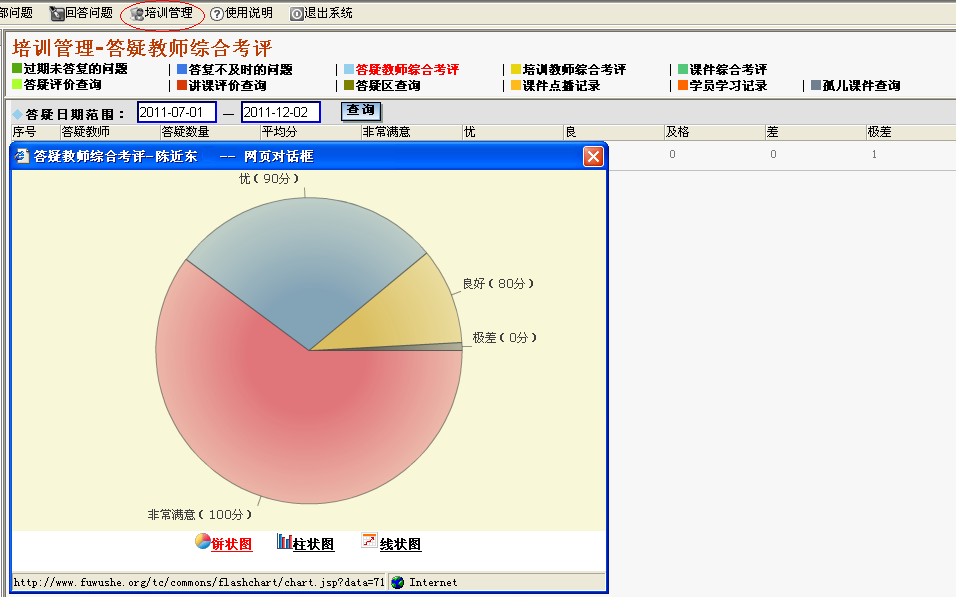 部问题 回答问题 培训管理 使用说明 退出系统
培训管理-答疑教师综合考评
过期未答复的问题 | 答复不及时的问题 | 答疑教师综合考评 | 培训教师综合考评 | 课件综合考评
答疑评价查询 | 讲课评价查询 | 答疑区查询 | 课件点播记录 | 学员学习记录 | 孤儿课件查询
答疑日期范围: 2011-07-01 — 2011-12-02 查询
序号 答疑教师 答疑数量 平均分 非常满意 优 良 及格 差 极差
答疑教师综合考评-陈近东 -- 网页对话框
0 0 1
优(90分)
良好(80分)
极差(0分)
非常满意(100分)
饼状图 柱状图 线状图
http://www.fuwushe.org/tc/commons/flashchart/chart.jsp?data=71 Internet